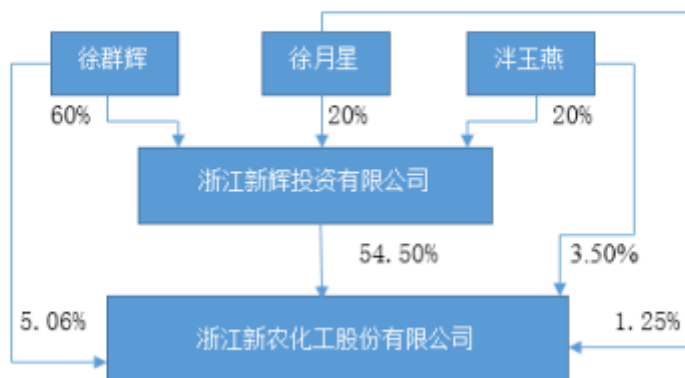 徐群辉
徐月星
泮玉燕
60%
20%
20%
浙江新辉投资有限公司
54.50%
3.50%
5.06%
浙江新农化工股份有限公司
1.25%